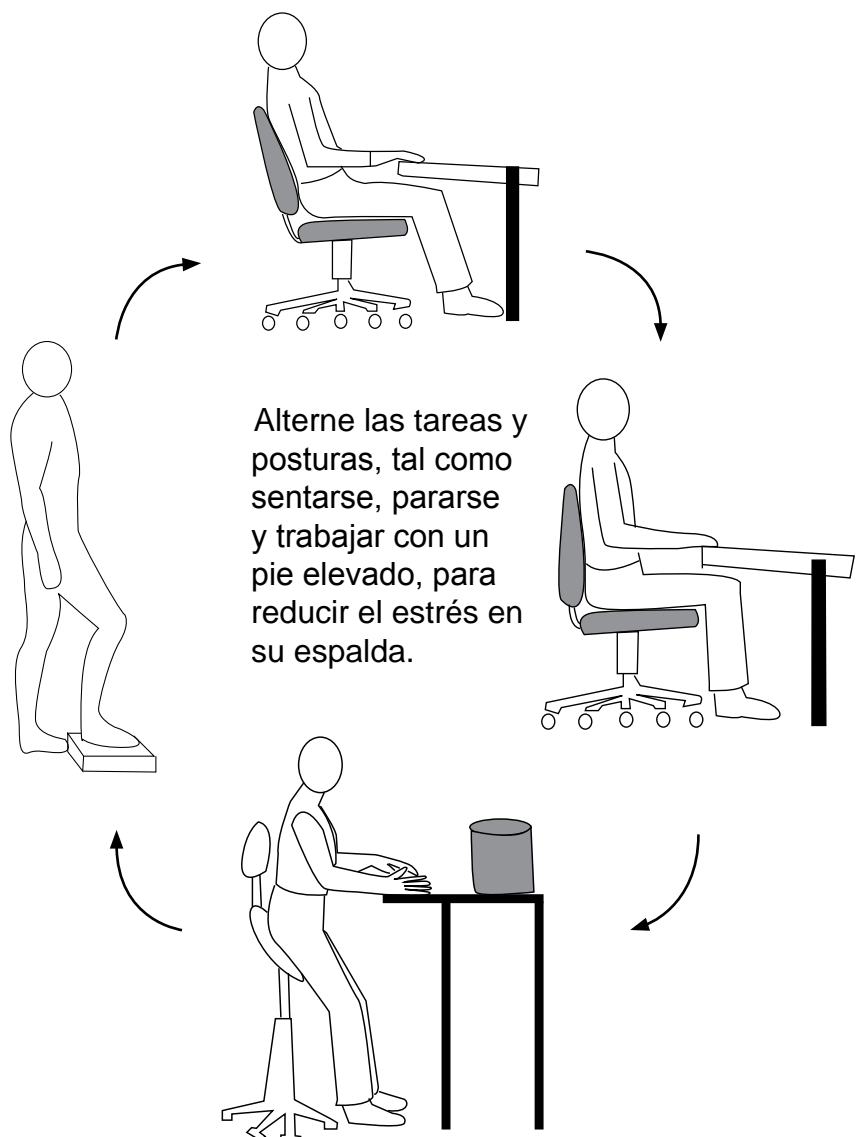 Alterne las tareas y
posturas, tal como
sentarse, pararse
y trabajar con un
pie elevado, para
reducir el estrés en
su espalda.